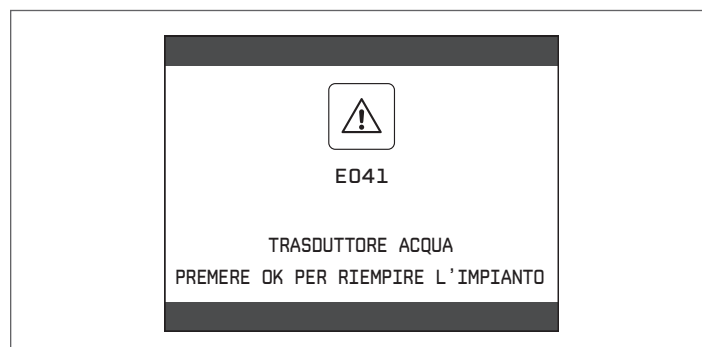 E041
TRASDUTTORE ACQUA
PREMERE OK PER RIEMPIRE L'IMPIANTO